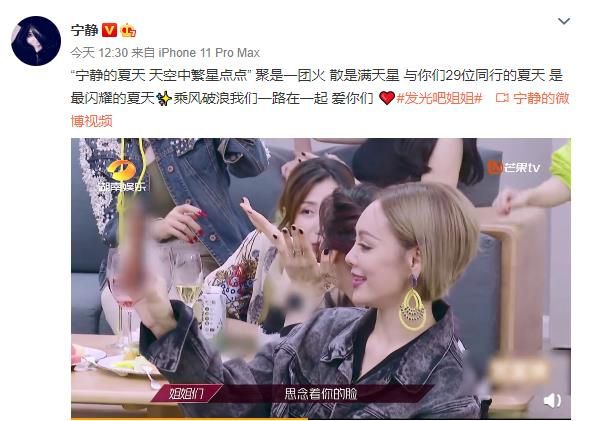 宁静
今天 12:30 来自 iPhone 11 Pro Max
“宁静的夏天 天空中繁星点点” 聚是一团火 散是满天星 与你们29位同行的夏天 是
最闪耀的夏天✨乘风破浪我们一路在一起 爱你们 ❤️#发光吧姐姐# 宁静的微
博视频
湖南娱乐
芒果tv
姐姐们 思念着你的脸